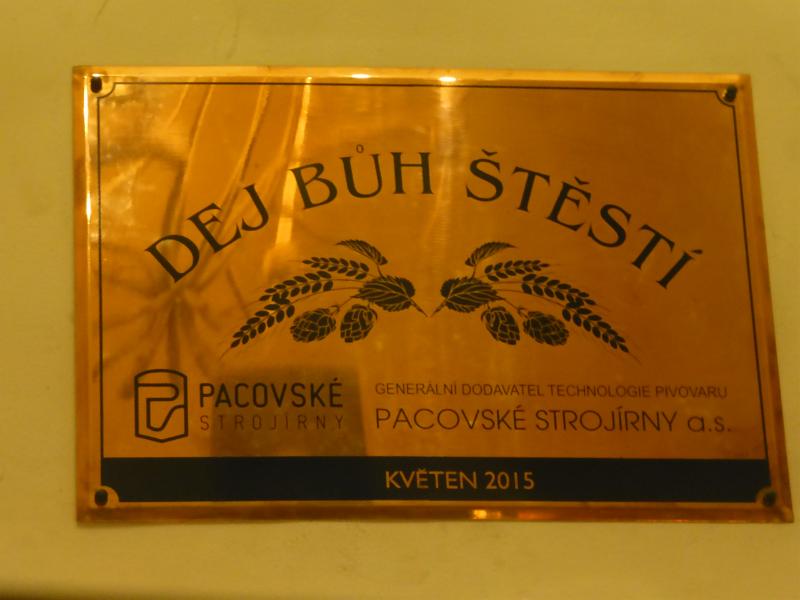 DEJ BŮH ŠTĚSTÍ
PACOVSKÉ
STROJÍRNY
GENERÁLNÍ DODAVATEL TECHNOLOGIE PIVOVARU
PACOVSKÉ STROJÍRNY a.s.
KVĚTEN 2015